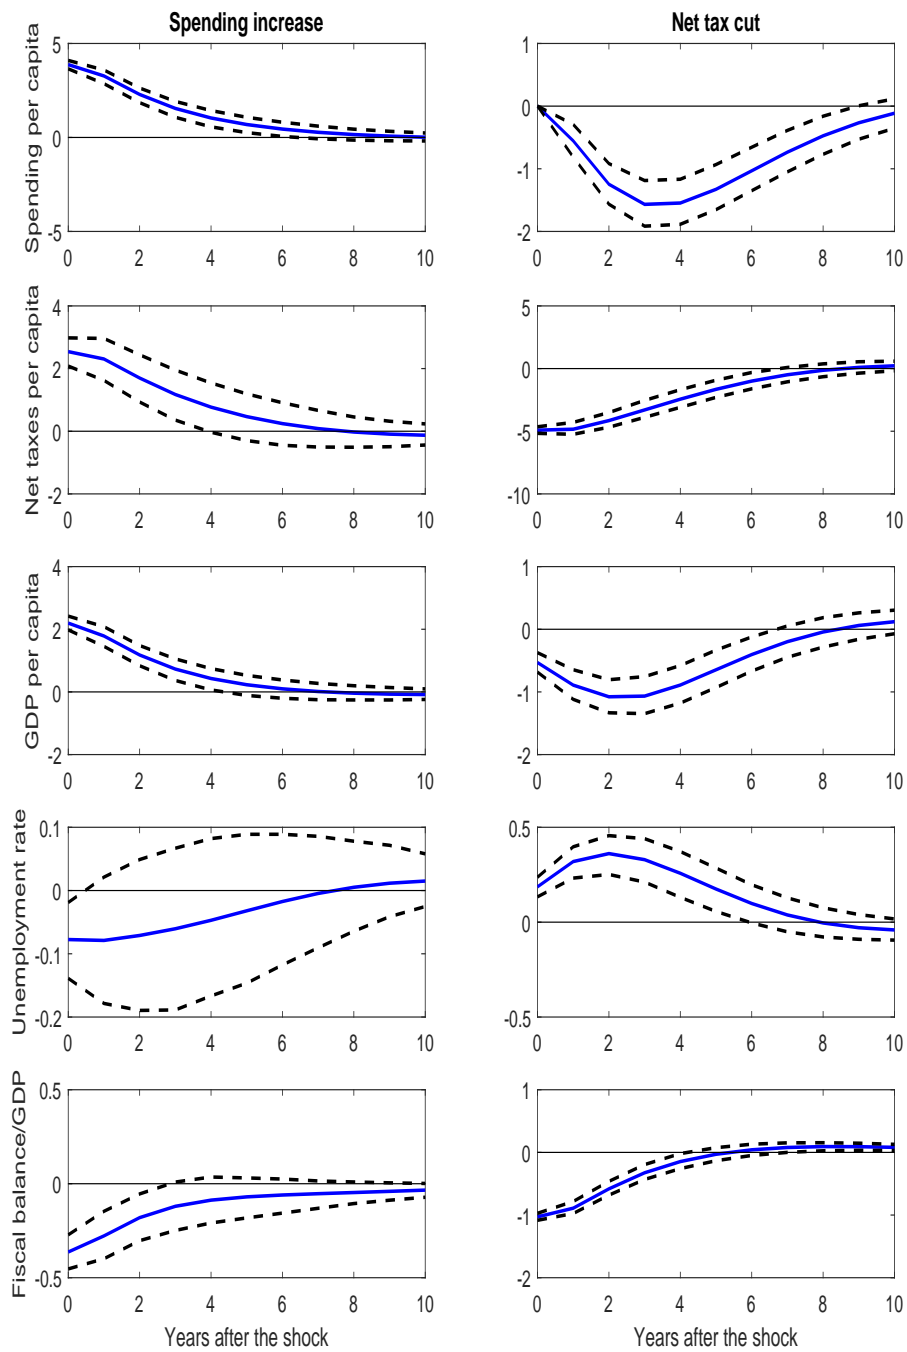 Spending increase
Net tax cut
Spending per capita
5
0
-5
0 2 4 6 8 10
1
0
-1
-2
0 2 4 6 8 10
Net taxes per capita
4
2
0
-2
0 2 4 6 8 10
5
0
-5
-10
0 2 4 6 8 10
GDP per capita
4
2
0
-2
0 2 4 6 8 10
1
0
-1
-2
0 2 4 6 8 10
Unemployment rate
0.1
0
-0.1
-0.2
0 2 4 6 8 10
0.5
0
-0.5
0 2 4 6 8 10
Fiscal balance/GDP
0.5
0
-0.5
0 2 4 6 8 10
Years after the shock
1
0
-1
-2
0 2 4 6 8 10
Years after the shock